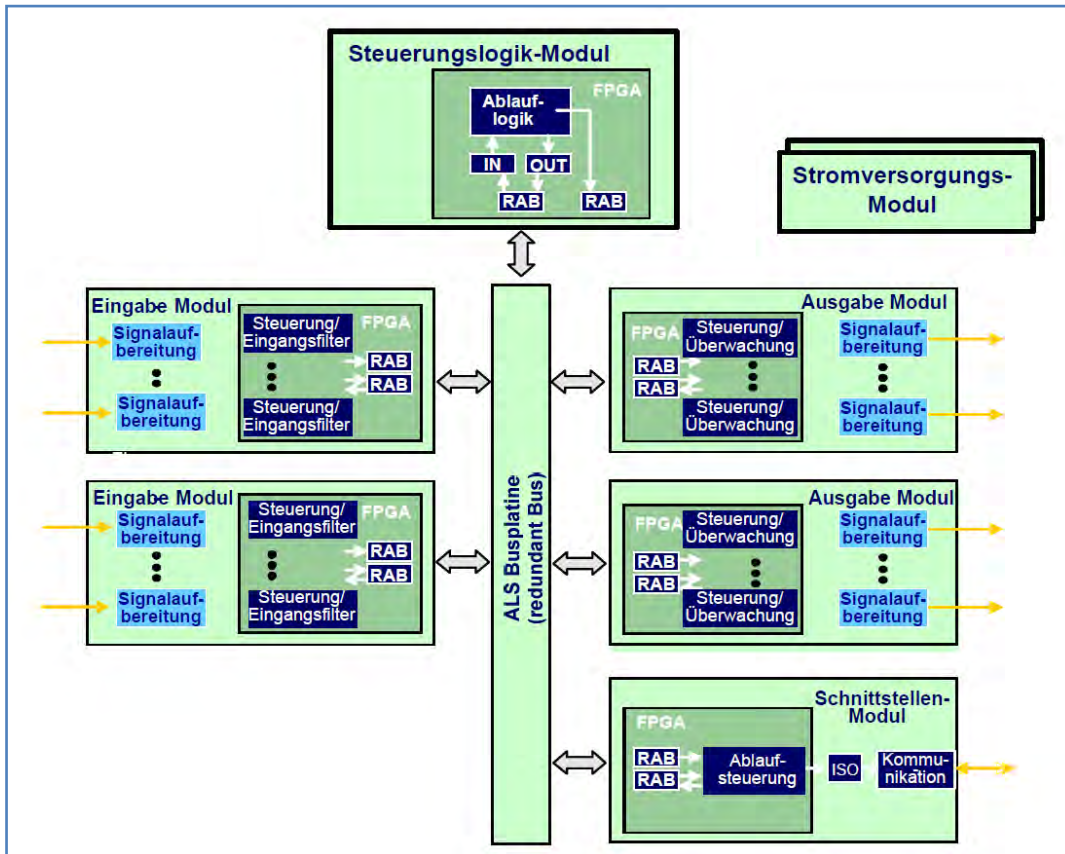 Steuerungslogik-Modul
FPGA
Ablauf-
logik
IN
OUT
RAB
RAB
Stromversorgungs-
Modul
Eingabe Modul
Signalauf-
bereitung
Signalauf-
bereitung
Steuerung/
Eingangsfilter
FPGA
RAB
RAB
Steuerung/
Eingangsfilter
Eingabe Modul
Signalauf-
bereitung
Signalauf-
bereitung
Steuerung/
Eingangsfilter
FPGA
RAB
RAB
Steuerung/
Eingangsfilter
ALS Busplatine
(redundant Bus)
Ausgabe Modul
FPGA
Steuerung/
Überwachung
RAB
RAB
Steuerung/
Überwachung
Signalauf-
bereitung
Signalauf-
bereitung
Ausgabe Modul
FPGA
Steuerung/
Überwachung
RAB
RAB
Steuerung/
Überwachung
Signalauf-
bereitung
Signalauf-
bereitung
Schnittstellen-
Modul
FPGA
RAB
RAB
Ablauf-
steuerung
ISO
Kommu-
nikation